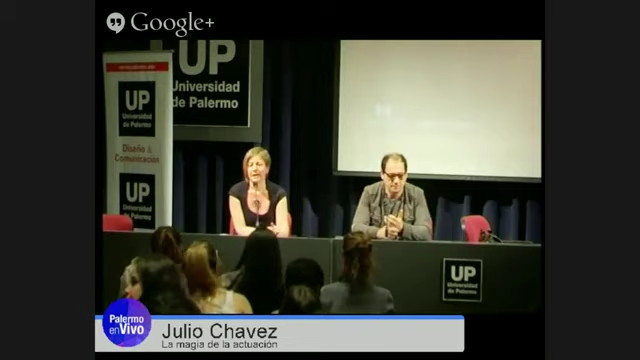 Google+
UP
Universidad
de Palermo
UP
Universidad
de Palermo
Diseño &
Comunicación
UP
Universidad
de Palermo
UP
Universidad
de Palermo
Palermo
en Vivo
Julio Chavez
La magia de la actuación